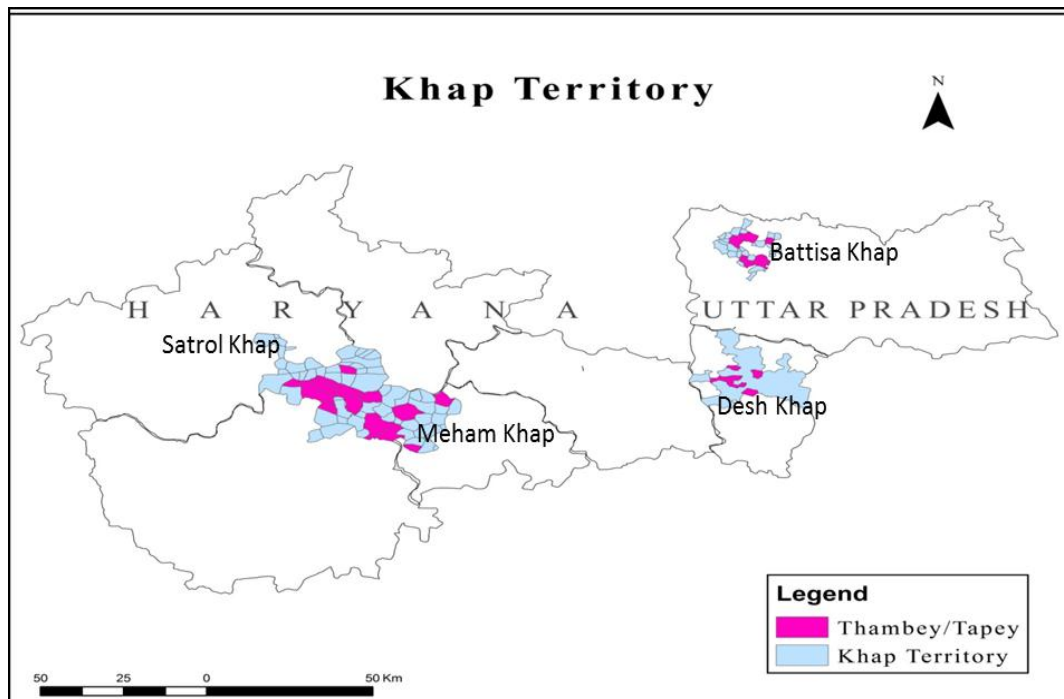 Khap Territory
N
Battisa Khap
H A R Y A N A
UTTAR PRADESH
Satrol Khap
Desh Khap
Meham Khap
Legend
Thambey/Tapey
Khap Territory
50 25 0 50 Km